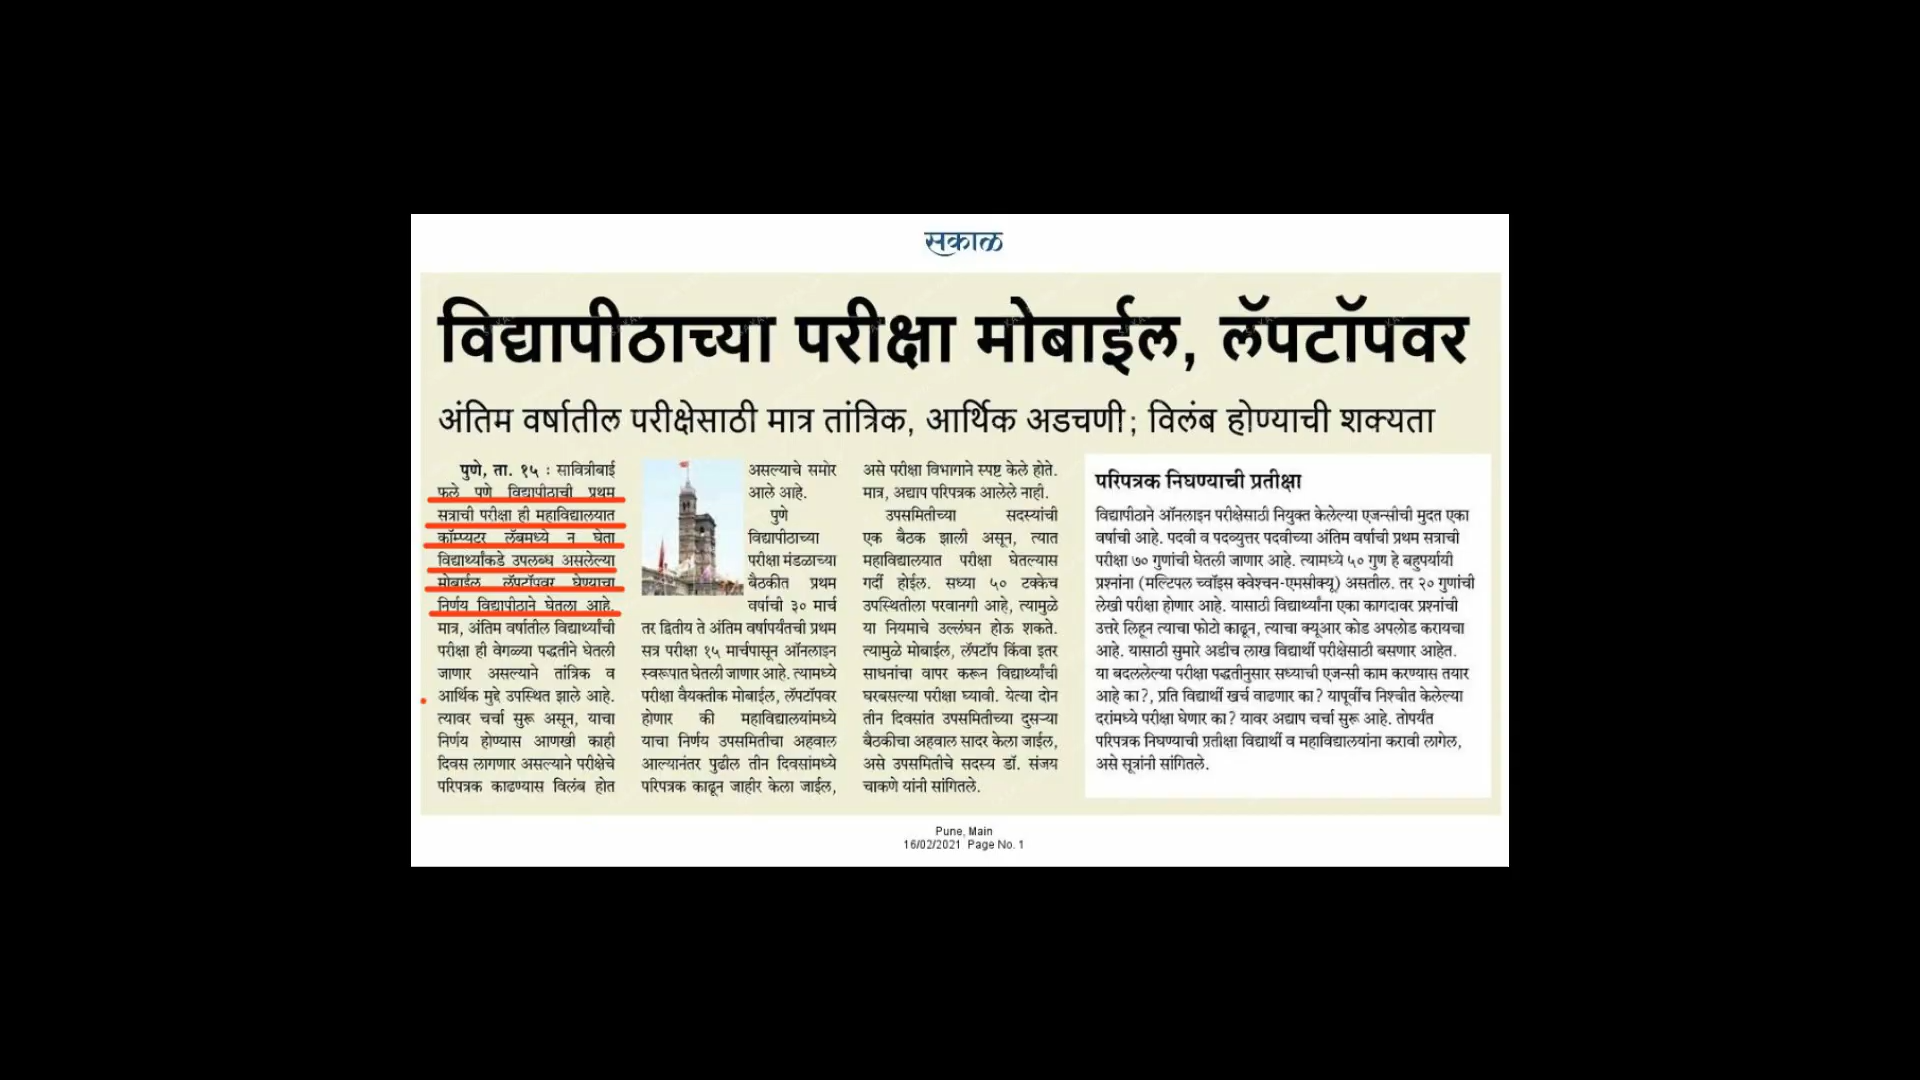 सकाळ
विद्यापीठाच्या परीक्षा मोबाईल, लॅपटॉपवर
अंतिम वर्षातील परीक्षेसाठी मात्र तांत्रिक, आर्थिक अडचणी; विलंब होण्याची शक्यता
पुणे, ता. १५ : सावित्रीबाई
फुले पुणे विद्यापीठाची प्रथम
सत्राची परीक्षा ही महाविद्यालयात
कॉम्प्युटर लॅबमध्ये न घेता
विद्यार्थ्यांकडे उपलब्ध असलेल्या
मोबाईल, लॅपटॉपवर घेण्याचा
निर्णय विद्यापीठाने घेतला आहे.
मात्र, अंतिम वर्षातील विद्यार्थ्यांची
परीक्षा ही वेगळ्या पद्धतीने घेतली
जाणार असल्याने तांत्रिक व
आर्थिक मुद्दे उपस्थित झाले आहे.
त्यावर चर्चा सुरू असून, याचा
निर्णय होण्यास आणखी काही
दिवस लागणार असल्याने परीक्षेचे
परिपत्रक काढण्यास विलंब होत
असल्याचे समोर
आले आहे.
पुणे
विद्यापीठाच्या
परीक्षा मंडळाच्या
बैठकीत प्रथम
वर्षाची ३० मार्च
तर द्वितीय ते अंतिम वर्षापर्यंतची प्रथम
सत्र परीक्षा १५ मार्चपासून ऑनलाइन
स्वरूपात घेतली जाणार आहे. त्यामध्ये
परीक्षा वैयक्तीक मोबाईल, लॅपटॉपवर
होणार की महाविद्यालयांमध्ये
याचा निर्णय उपसमितीचा अहवाल
आल्यानंतर पुढील तीन दिवसांमध्ये
परिपत्रक काढून जाहीर केला जाईल,
असे परीक्षा विभागाने स्पष्ट केले होते.
मात्र, अद्याप परिपत्रक आलेले नाही.
उपसमितीच्या सदस्यांची
एक बैठक झाली असून, त्यात
महाविद्यालयात परीक्षा घेतल्यास
गर्दी होईल. सध्या ५० टक्केच
उपस्थितीला परवानगी आहे, त्यामुळे
या नियमाचे उल्लंघन होऊ शकते.
त्यामुळे मोबाईल, लॅपटॉप किंवा इतर
साधनांचा वापर करून विद्यार्थ्यांची
घरबसल्या परीक्षा घ्यावी. येत्या दोन
तीन दिवसांत उपसमितीच्या दुसऱ्या
बैठकीचा अहवाल सादर केला जाईल,
असे उपसमितीचे सदस्य डॉ. संजय
चाकणे यांनी सांगितले.
परिपत्रक निघण्याची प्रतीक्षा
विद्यापीठाने ऑनलाइन परीक्षेसाठी नियुक्त केलेल्या एजन्सीची मुदत एका
वर्षाची आहे. पदवी व पदव्युत्तर पदवीच्या अंतिम वर्षाची प्रथम सत्राची
परीक्षा ७० गुणांची घेतली जाणार आहे. त्यामध्ये ५० गुण हे बहुपर्यायी
प्रश्नांना (मल्टिपल च्वॉइस क्वेश्चन-एमसीक्यू) असतील. तर २० गुणांची
लेखी परीक्षा होणार आहे. यासाठी विद्यार्थ्यांना एका कागदावर प्रश्नांची
उत्तरे लिहून त्याचा फोटो काढून, त्याचा क्यूआर कोड अपलोड करायचा
आहे. यासाठी सुमारे अडीच लाख विद्यार्थी परीक्षेसाठी बसणार आहेत.
या बदललेल्या परीक्षा पद्धतीनुसार सध्याची एजन्सी काम करण्यास तयार
आहे का?, प्रति विद्यार्थी खर्च वाढणार का? यापूर्वीच निश्चीत केलेल्या
दरांमध्ये परीक्षा घेणार का? यावर अद्याप चर्चा सुरू आहे. तोपर्यंत
परिपत्रक निघण्याची प्रतीक्षा विद्यार्थी व महाविद्यालयांना करावी लागेल,
असे सूत्रांनी सांगितले.
Pune, Main
16/02/2021 Page No. 1